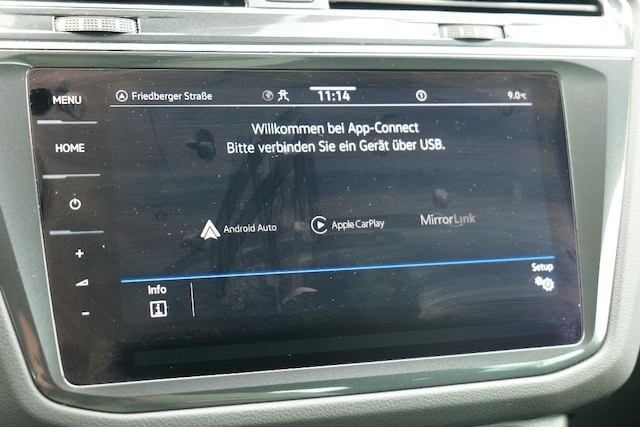 MENU
Friedberger Straße
11:14
9.0°C
Willkommen bei App-Connect
HOME
Bitte verbinden Sie ein Gerät über USB.
Android Auto
Apple CarPlay
MirrorLink
+
-
Info
i
Setup